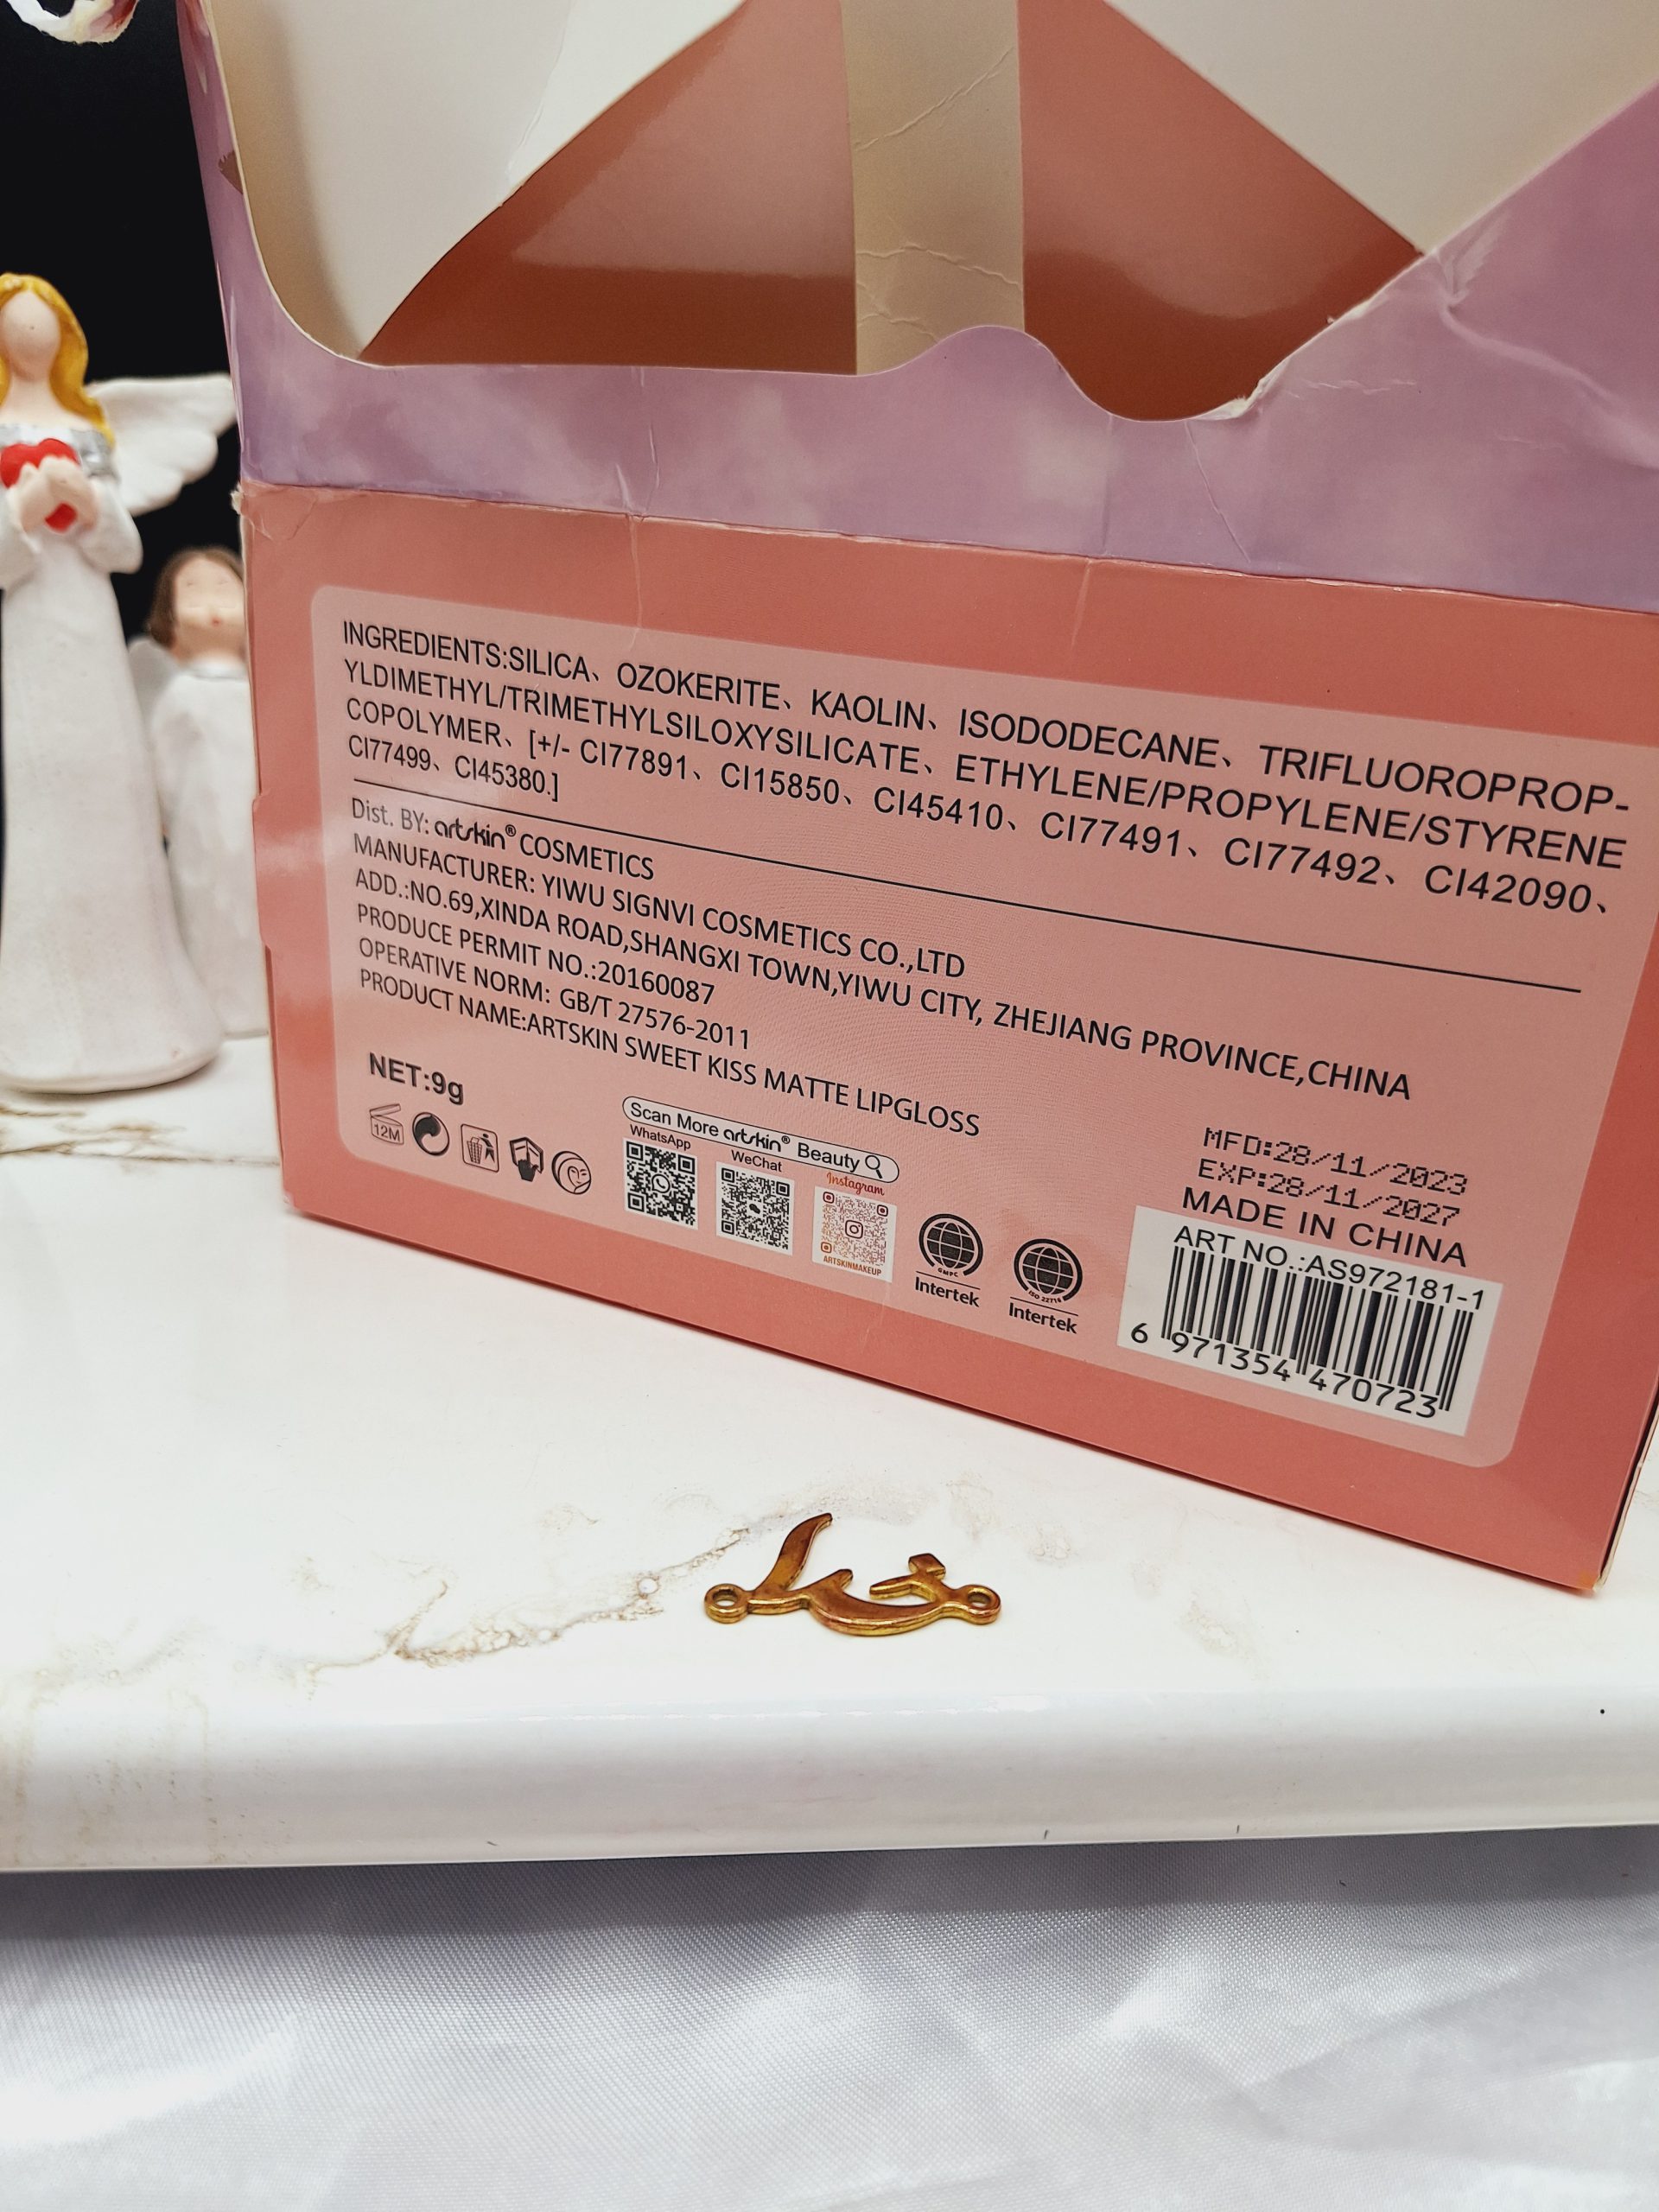 INGREDIENTS:SILICA、OZOKERITE、KAOLIN、ISODODECANE、TRIFLUOROPROP-
YLDIMETHYL/TRIMETHYLSILOXYSILICATE、ETHYLENE/PROPYLENE/STYRENE
COPOLYMER、[+/- CI77891、CI15850、CI45410、CI77491、CI77492、CI42090、
CI77499、CI45380.]
Dist. BY: artskin® COSMETICS
MANUFACTURER: YIWU SIGNVI COSMETICS CO.,LTD
ADD.:NO.69,XINDA ROAD,SHANGXI TOWN,YIWU CITY, ZHEJIANG PROVINCE,CHINA
PRODUCE PERMIT NO.:20160087
OPERATIVE NORM: GB/T 27576-2011
PRODUCT NAME:ARTSKIN SWEET KISS MATTE LIPGLOSS
NET:9g
12M
Scan More artskin® Beauty
WhatsApp
WeChat
Instagram
ARTSKINMAKEUP
GMPC
Intertek
ISO 22716
Intertek
MFD:28/11/2023
EXP:28/11/2027
MADE IN CHINA
ART NO.:AS972181-1
6 971354 470723